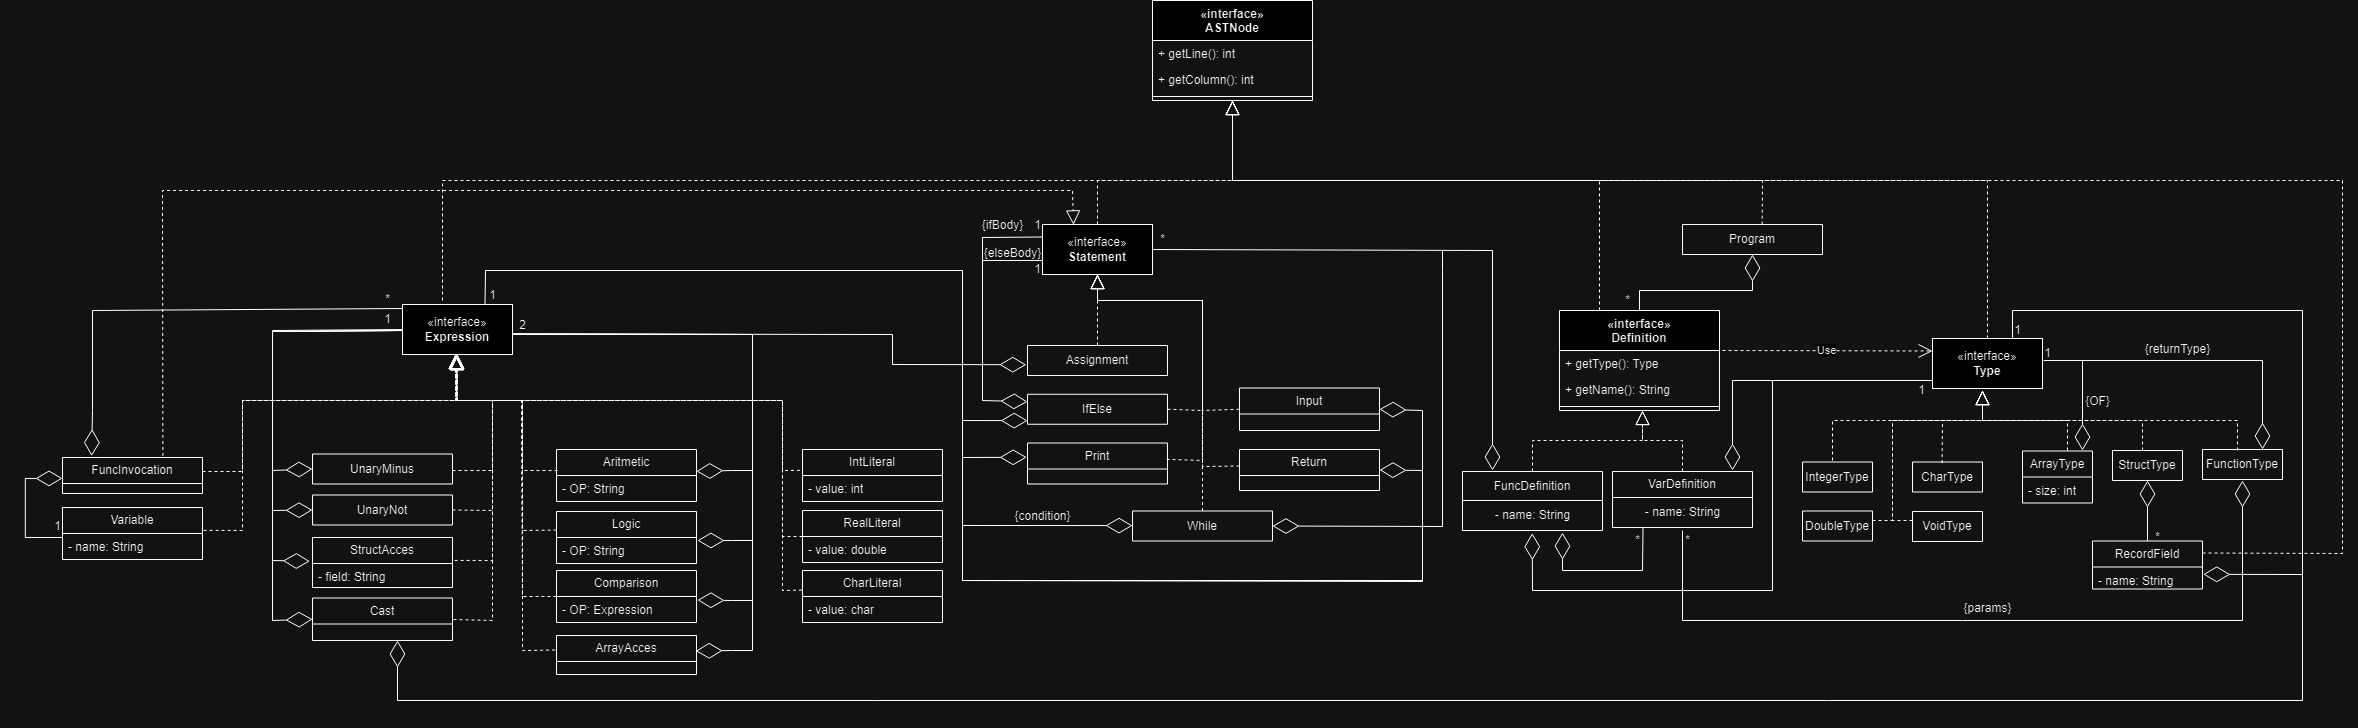 «interface»
ASTNode
+ getLine(): int
+ getColumn(): int
{ifBody}
1
{elseBody}
1
«interface»
Statement
*
Program
*
1
*
1
«interface»
Expression
2
«interface»
Definition
+ getType(): Type
+ getName(): String
Use
1
«interface»
Type
1
1
{returnType}
{OF}
Assignment
IfElse
Input
Print
Return
{condition}
While
FuncInvocation
1
Variable
- name: String
UnaryMinus
UnaryNot
StructAcces
- field: String
Cast
Aritmetic
- OP: String
Logic
- OP: String
Comparison
- OP: Expression
ArrayAcces
IntLiteral
- value: int
RealLiteral
- value: double
CharLiteral
- value: char
FuncDefinition
- name: String
VarDefinition
- name: String
*
*
IntegerType
CharType
DoubleType
VoidType
ArrayType
- size: int
StructType
FunctionType
*
RecordField
- name: String
{params}